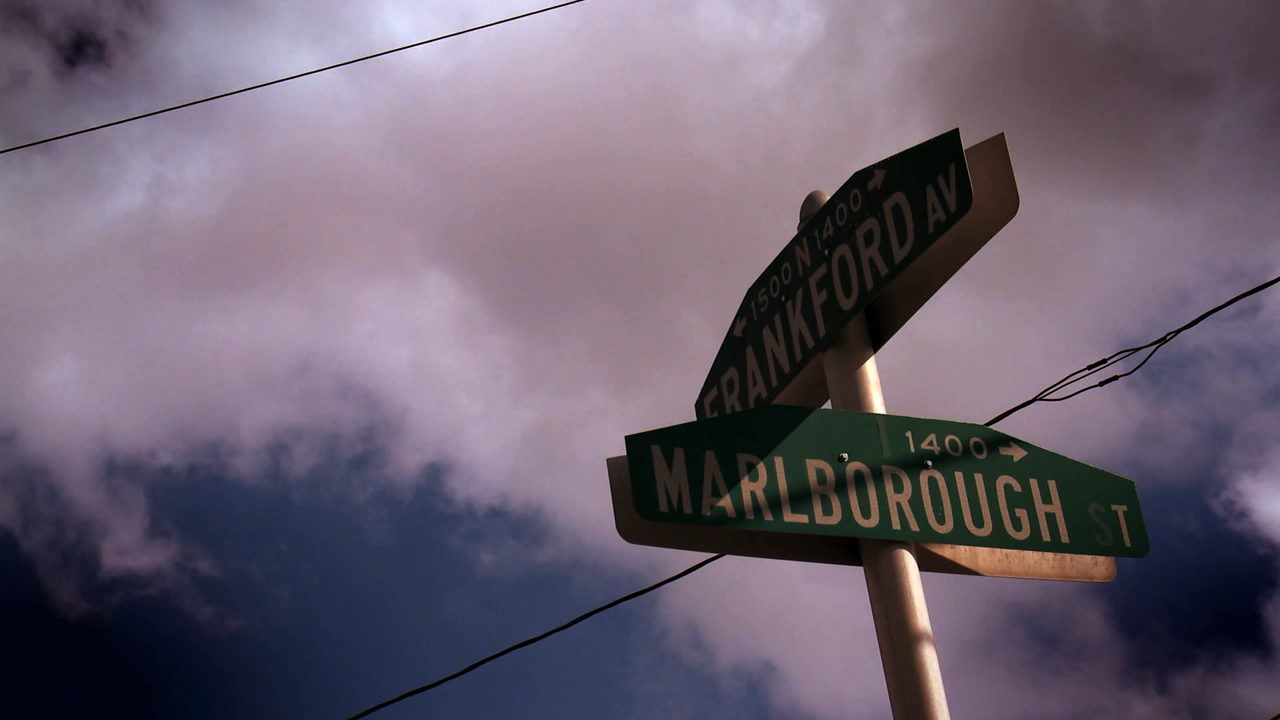 ← 1500 N 1400 →
FRANKFORD AV
1400 →
MARLBOROUGH ST